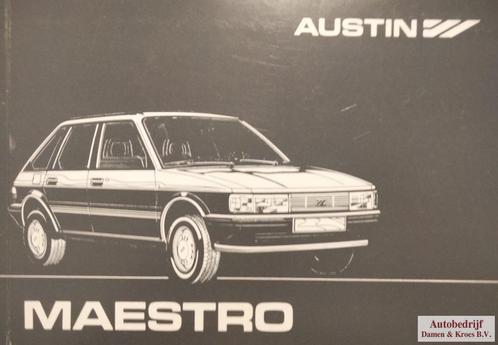 AUSTIN
MAESTRO
Autobedrijf
Damen & Kroes B.V.